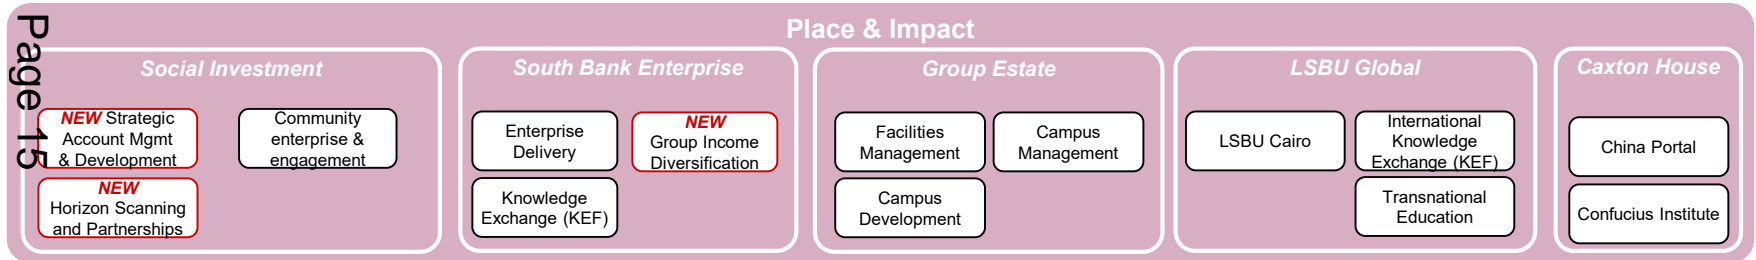 Page 15
Place & Impact
Social Investment
NEW Strategic
Account Mgmt
& Development
Community
enterprise &
engagement
NEW
Horizon Scanning
and Partnerships
South Bank Enterprise
Enterprise
Delivery
NEW
Group Income
Diversification
Knowledge
Exchange (KEF)
Group Estate
Facilities
Management
Campus
Management
Campus
Development
LSBU Global
LSBU Cairo
International
Knowledge
Exchange (KEF)
Transnational
Education
Caxton House
China Portal
Confucius Institute